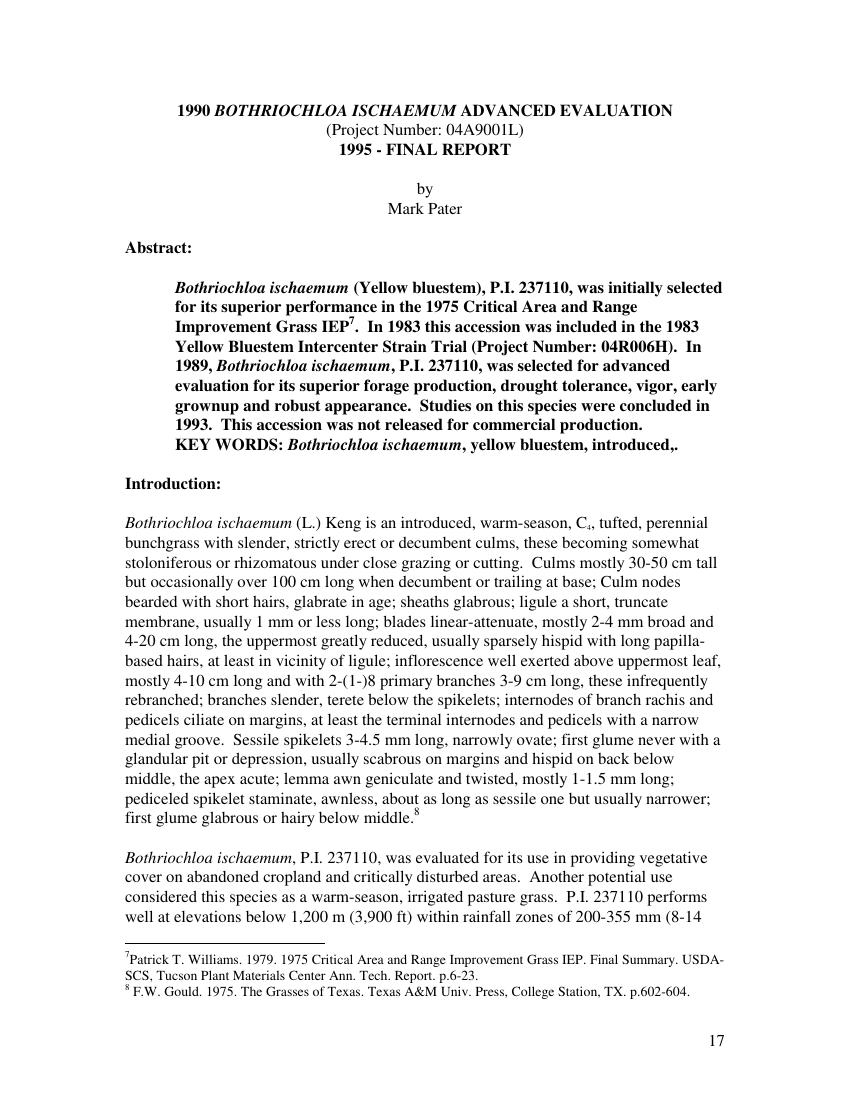 1990 BOTHRIOCHLOA ISCHAEMUM ADVANCED EVALUATION
(Project Number: 04A9001L)
1995 - FINAL REPORT
by
Mark Pater
Abstract:
Bothriochloa ischaemum (Yellow bluestem), P.I. 237110, was initially selected
for its superior performance in the 1975 Critical Area and Range
Improvement Grass IEP7. In 1983 this accession was included in the 1983
Yellow Bluestem Intercenter Strain Trial (Project Number: 04R006H). In
1989, Bothriochloa ischaemum, P.I. 237110, was selected for advanced
evaluation for its superior forage production, drought tolerance, vigor, early
grownup and robust appearance. Studies on this species were concluded in
1993. This accession was not released for commercial production.
KEY WORDS: Bothriochloa ischaemum, yellow bluestem, introduced,.
Introduction:
Bothriochloa ischaemum (L.) Keng is an introduced, warm-season, C4, tufted, perennial
bunchgrass with slender, strictly erect or decumbent culms, these becoming somewhat
stoloniferous or rhizomatous under close grazing or cutting. Culms mostly 30-50 cm tall
but occasionally over 100 cm long when decumbent or trailing at base; Culm nodes
bearded with short hairs, glabrate in age; sheaths glabrous; ligule a short, truncate
membrane, usually 1 mm or less long; blades linear-attenuate, mostly 2-4 mm broad and
4-20 cm long, the uppermost greatly reduced, usually sparsely hispid with long papilla-
based hairs, at least in vicinity of ligule; inflorescence well exerted above uppermost leaf,
mostly 4-10 cm long and with 2-(1-)8 primary branches 3-9 cm long, these infrequently
rebranched; branches slender, terete below the spikelets; internodes of branch rachis and
pedicels ciliate on margins, at least the terminal internodes and pedicels with a narrow
medial groove. Sessile spikelets 3-4.5 mm long, narrowly ovate; first glume never with a
glandular pit or depression, usually scabrous on margins and hispid on back below
middle, the apex acute; lemma awn geniculate and twisted, mostly 1-1.5 mm long;
pediceled spikelet staminate, awnless, about as long as sessile one but usually narrower;
first glume glabrous or hairy below middle.8
Bothriochloa ischaemum, P.I. 237110, was evaluated for its use in providing vegetative
cover on abandoned cropland and critically disturbed areas. Another potential use
considered this species as a warm-season, irrigated pasture grass. P.I. 237110 performs
well at elevations below 1,200 m (3,900 ft) within rainfall zones of 200-355 mm (8-14
7Patrick T. Williams. 1979. 1975 Critical Area and Range Improvement Grass IEP. Final Summary. USDA-
SCS, Tucson Plant Materials Center Ann. Tech. Report. p.6-23.
8 F.W. Gould. 1975. The Grasses of Texas. Texas A&M Univ. Press, College Station, TX. p.602-604.
17